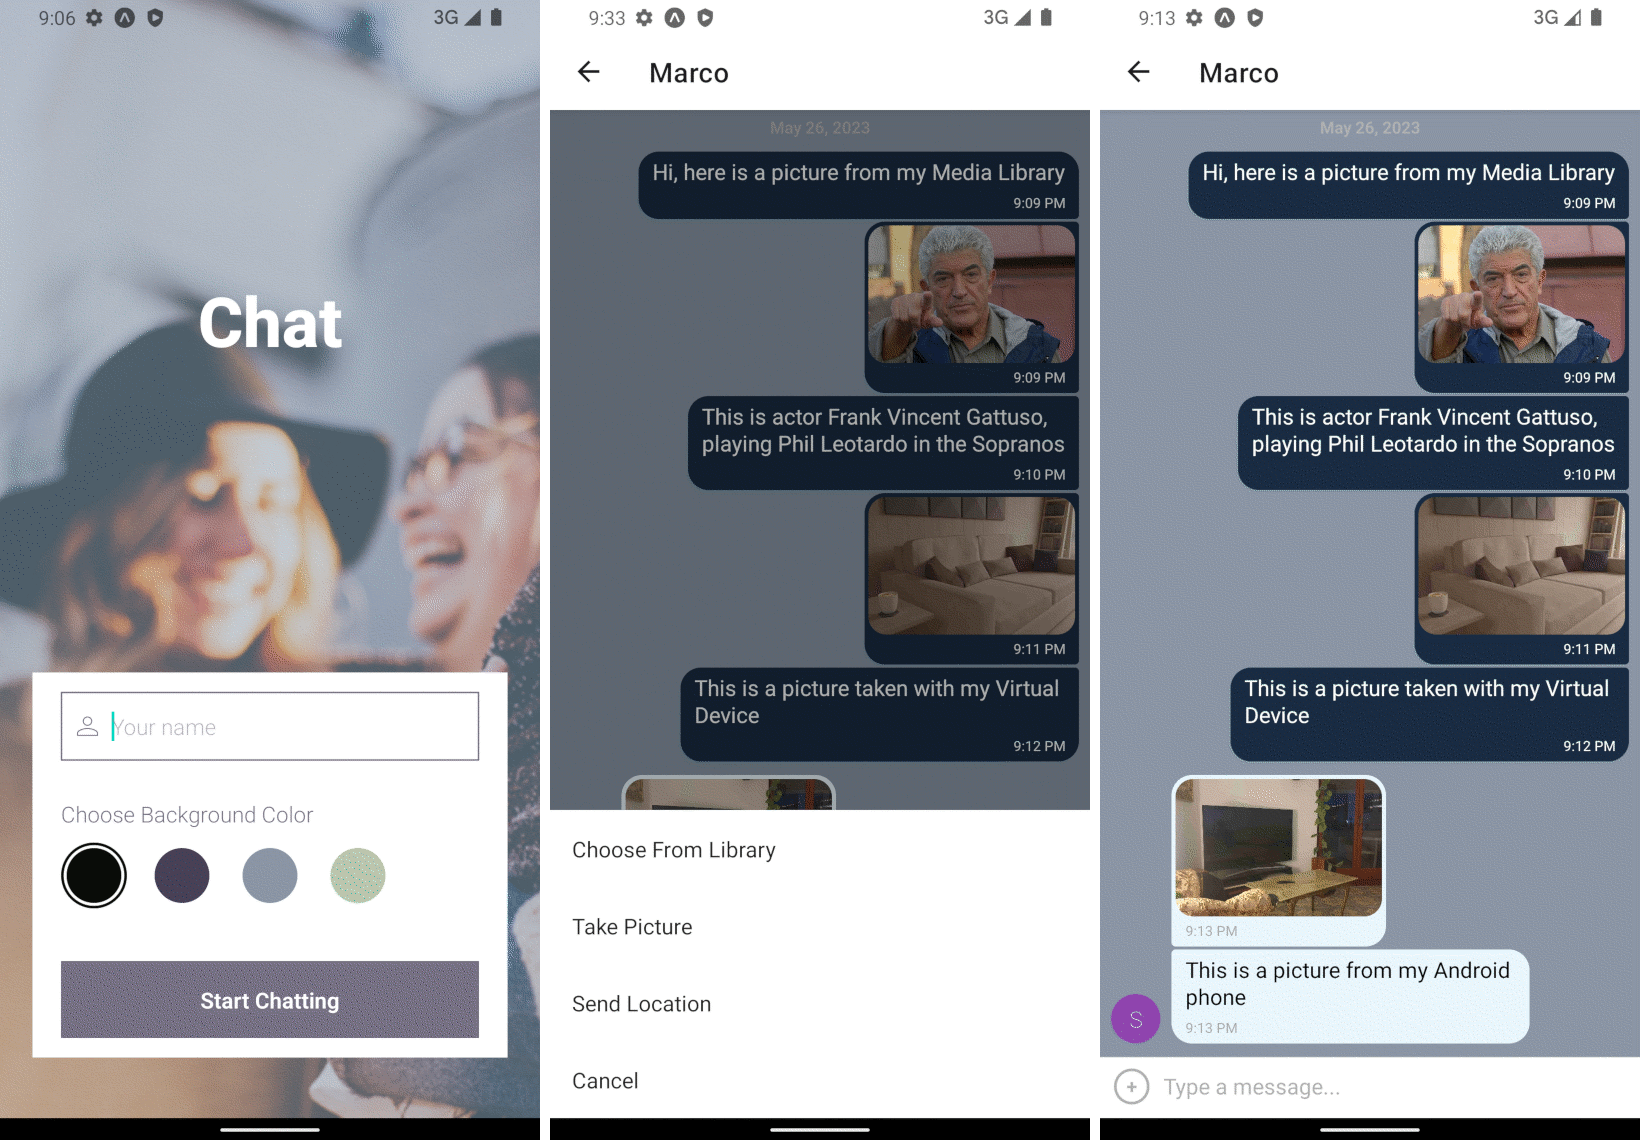 9:06
3G
Chat
Your name
Choose Background Color
Start Chatting
9:33
3G
Marco
May 26, 2023
Hi, here is a picture from my Media Library
9:09 PM
9:09 PM
This is actor Frank Vincent Gattuso,
playing Phil Leotardo in the Sopranos
9:10 PM
9:11 PM
This is a picture taken with my Virtual
Device
9:12 PM
Choose From Library
Take Picture
Send Location
Cancel
9:13
3G
Marco
May 26, 2023
Hi, here is a picture from my Media Library
9:09 PM
9:09 PM
This is actor Frank Vincent Gattuso,
playing Phil Leotardo in the Sopranos
9:10 PM
9:11 PM
This is a picture taken with my Virtual
Device
9:12 PM
9:13 PM
This is a picture from my Android
phone
9:13 PM
S
Type a message...